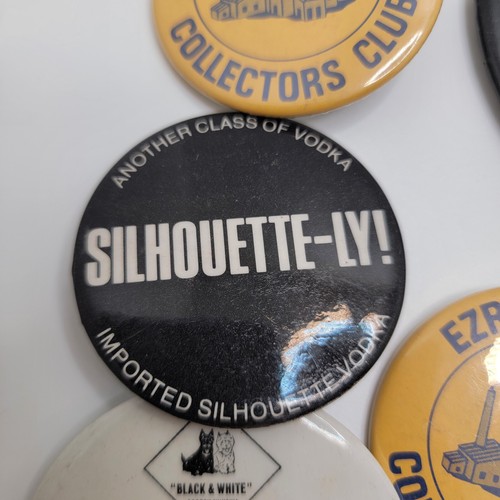 COLLECTORS CLUB
ANOTHER CLASS OF VODKA
SILHOUETTE-LY!
IMPORTED SILHOUETTE VODKA
EZR
CO
"BLACK & WHITE"